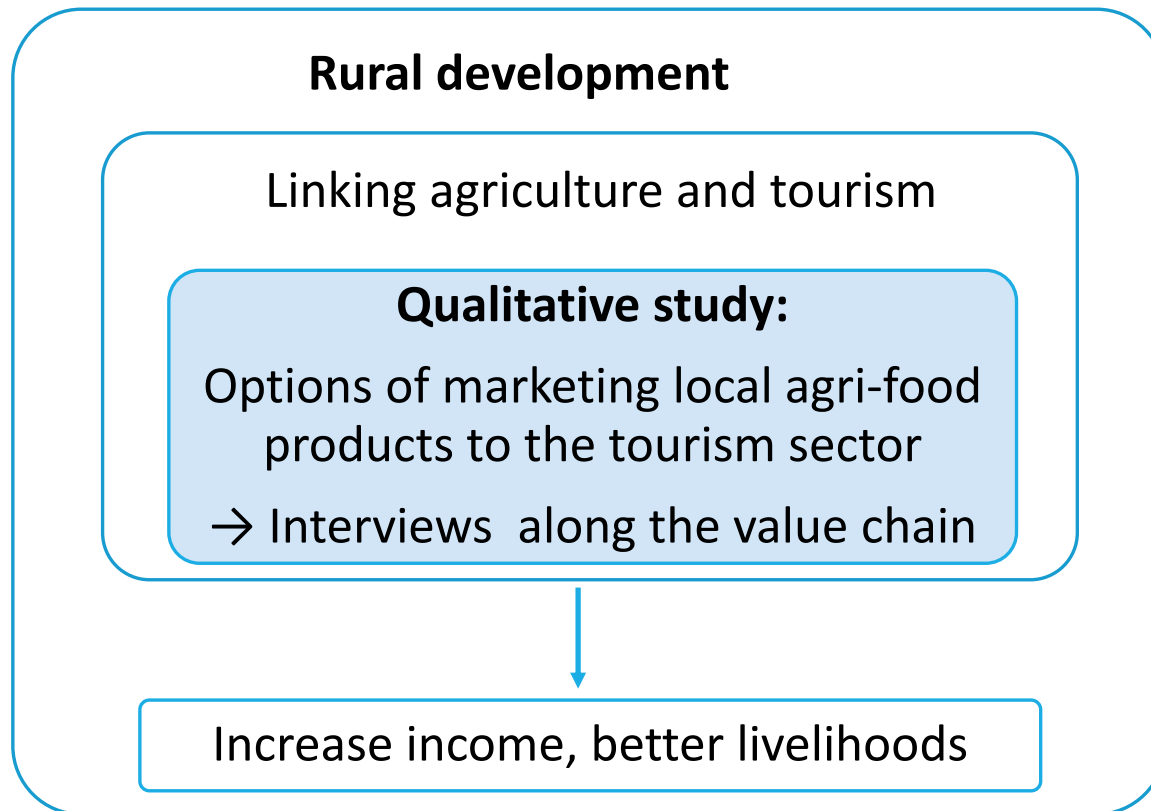 Rural development
Linking agriculture and tourism
Qualitative study:
Options of marketing local agri-food
products to the tourism sector
→ Interviews along the value chain
Increase income, better livelihoods